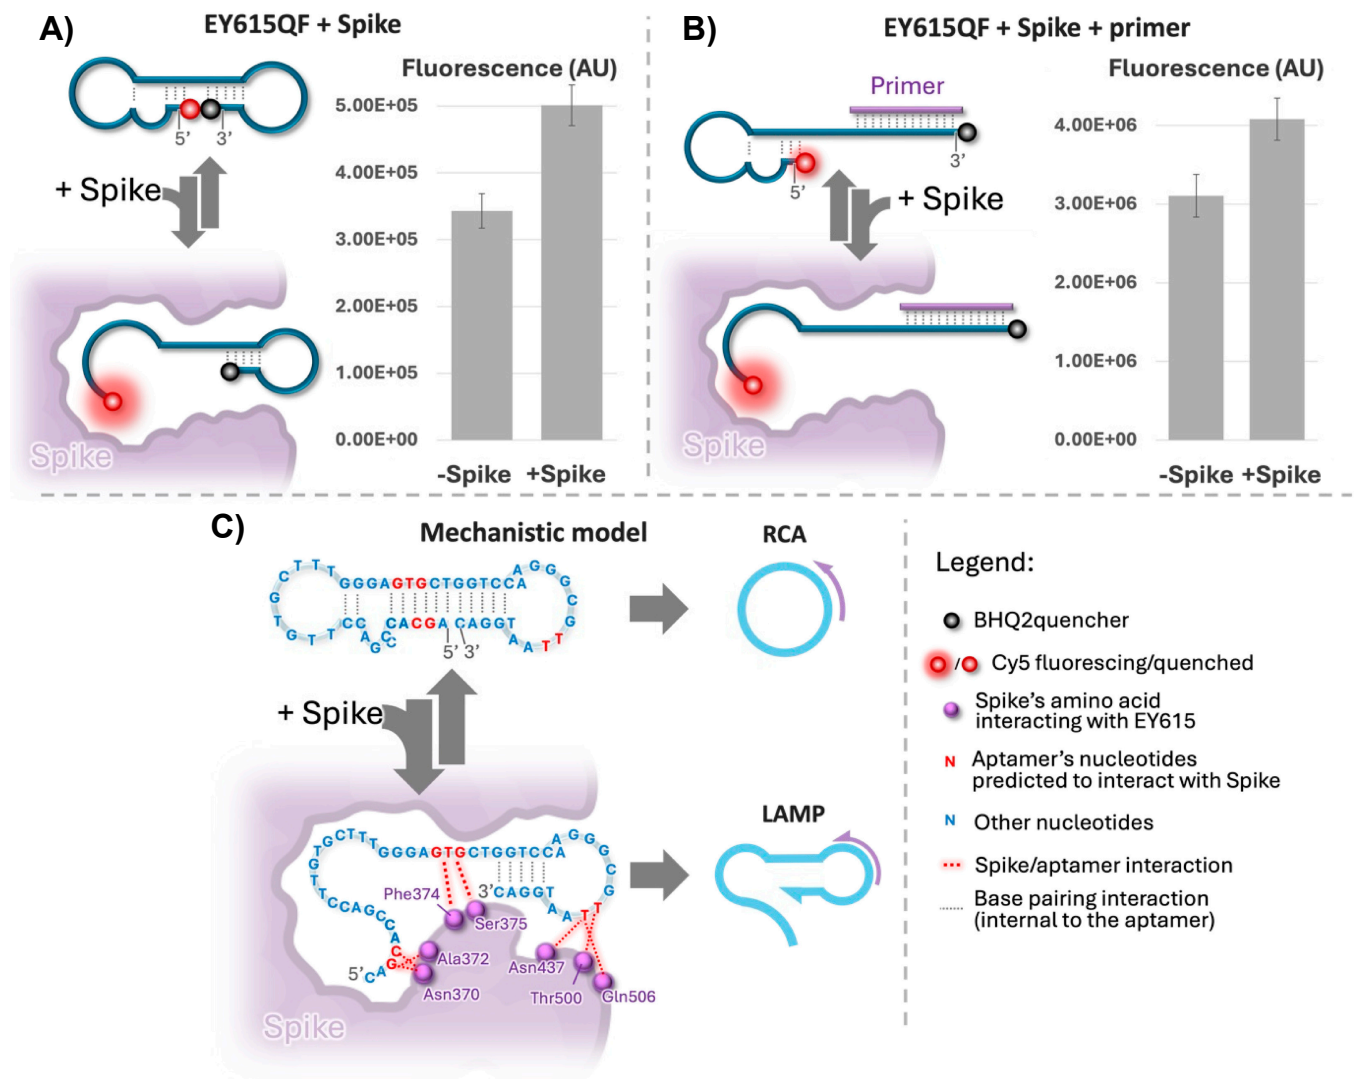 A)
EY615QF + Spike
Fluorescence (AU)
5.00E+05
4.00E+05
3.00E+05
2.00E+05
1.00E+05
0.00E+00
-Spike +Spike
5’ 3’
+ Spike
Spike
B)
EY615QF + Spike + primer
Fluorescence (AU)
4.00E+06
3.00E+06
2.00E+06
1.00E+06
0.00E+00
-Spike +Spike
Primer
3’
5’
+ Spike
Spike
C)
Mechanistic model
GTGTCGTTTGGGAGTGCTGGTCCAGGGCGTTAATGGAC
TTCCAGCCACGA
5’ 3’
+ Spike
RCA
LAMP
TGTGCTTTGGGAGTGCTGGTCCAGGGCGTTAATGGAC
3’
TCCAGCCACGAC
5’
Phe374
Ser375
Ala372
Asn370
Asn437
Thr500
Gln506
Spike
Legend:
BHQ2quencher
/ Cy5 fluorescing/quenched
Spike’s amino acid
interacting with EY615
N Aptamer’s nucleotides
predicted to interact with Spike
N Other nucleotides
Spike/aptamer interaction
Base pairing interaction
(internal to the aptamer)